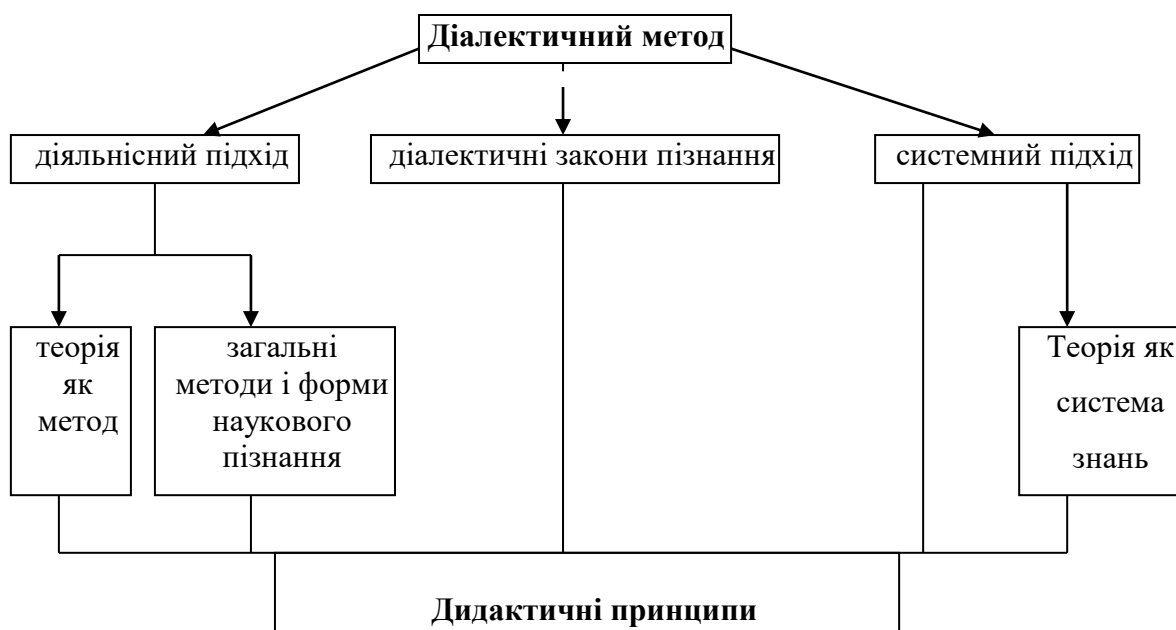 Діалектичний метод
діяльнісний підхід
діалектичні закони пізнання
системний підхід
теорія
як
метод
загальні
методи і форми
наукового
пізнання
Теорія як
система
знань
Дидактичні принципи